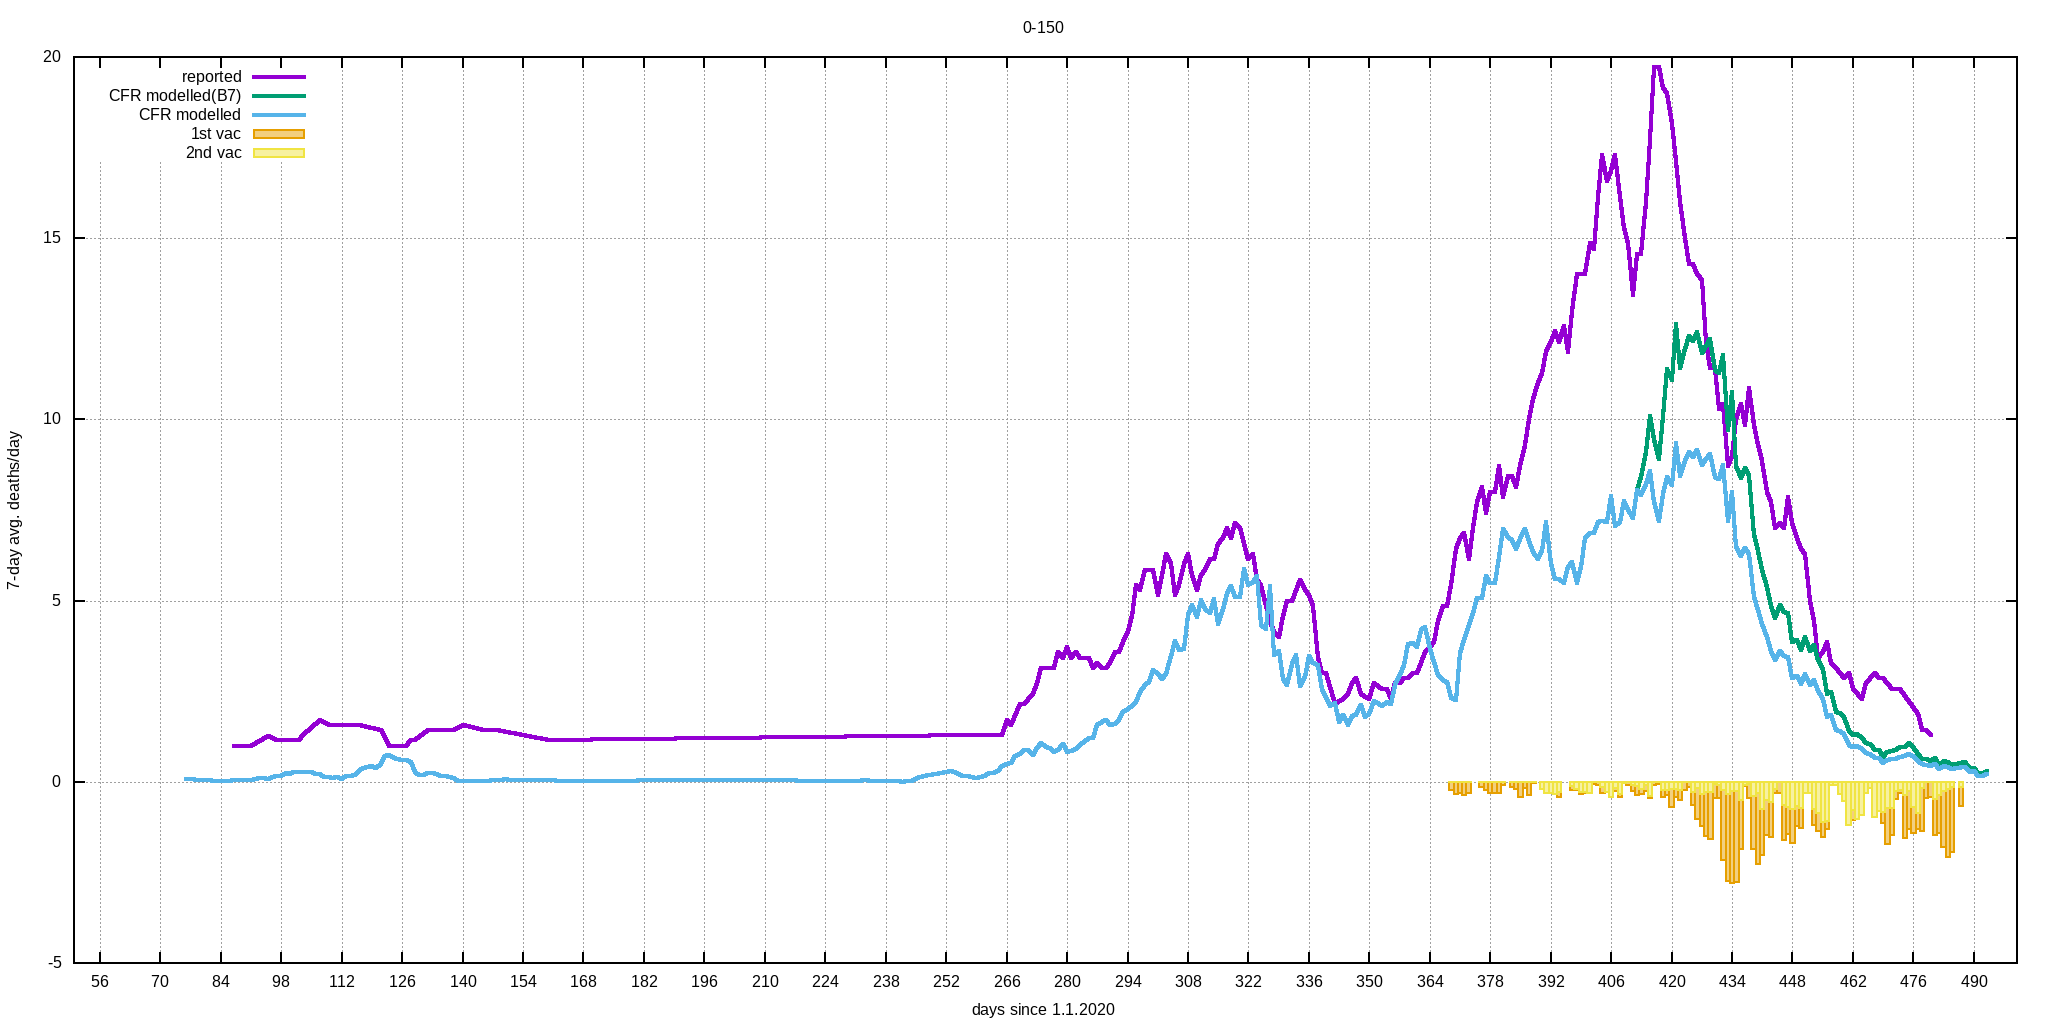 0-150
20
15
10
5
0
-5
7-day avg. deaths/day
reported
CFR modelled(B7)
CFR modelled
1st vac
2nd vac
56 70 84 98 112 126 140 154 168 182 196 210 224 238 252 266 280 294 308 322 336 350 364 378 392 406 420 434 448 462 476 490
days since 1.1.2020